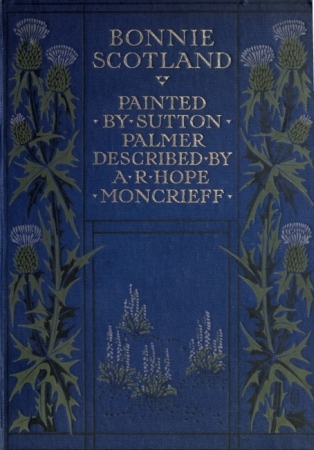 BONNIE
SCOTLAND
PAINTED
·BY·SUTTON·
PALMER
DESCRIBED·BY
A·R·HOPE
·MONCRIEFF·